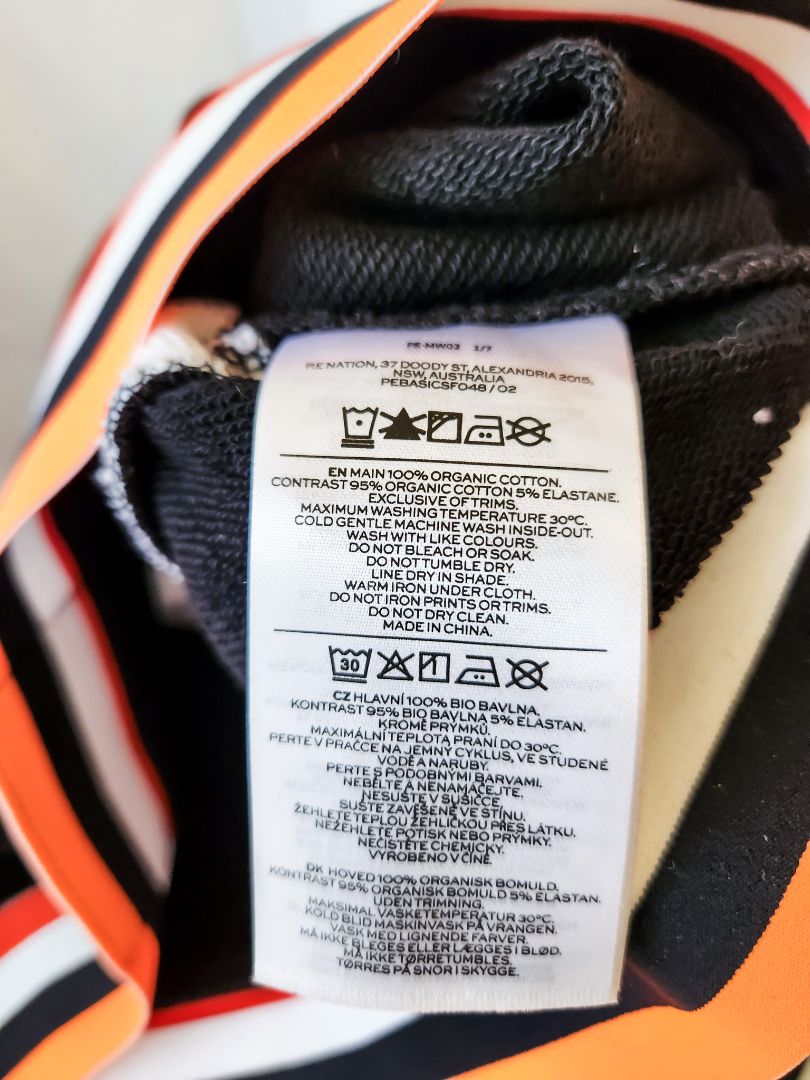 PE-MW03 1/7
P.E NATION, 37 DOODY ST, ALEXANDRIA 2015,
NSW, AUSTRALIA
PEBASICSF048 / 02
EN MAIN 100% ORGANIC COTTON.
CONTRAST 95% ORGANIC COTTON 5% ELASTANE.
EXCLUSIVE OF TRIMS.
MAXIMUM WASHING TEMPERATURE 30ºC.
COLD GENTLE MACHINE WASH INSIDE-OUT.
WASH WITH LIKE COLOURS.
DO NOT BLEACH OR SOAK.
DO NOT TUMBLE DRY.
LINE DRY IN SHADE.
WARM IRON UNDER CLOTH.
DO NOT IRON PRINTS OR TRIMS.
DO NOT DRY CLEAN.
MADE IN CHINA.
30
CZ HLAVNÍ 100% BIO BAVLNA.
KONTRAST 95% BIO BAVLNA 5% ELASTAN.
KROMĚ PRÝMKŮ.
MAXIMÁLNÍ TEPLOTA PRANÍ DO 30ºC.
PERTE V PRAČCE NA JEMNÝ CYKLUS, VE STUDENÉ
VODĚ A NARUBY.
PERTE S PODOBNÝMI BARVAMI.
NEBĚLTE A NENAMÁČEJTE.
NESUŠTE V SUŠIČCE.
SUŠTE ZAVĚŠENÉ VE STÍNU.
ŽEHLETE TEPLOU ŽEHLIČKOU PŘES LÁTKU.
NEŽEHLETE POTISK NEBO PRÝMKY.
NEČISTĚTE CHEMICKY.
VYROBENO V ČÍNĚ.
DK HOVED 100% ORGANISK BOMULD.
KONTRAST 95% ORGANISK BOMULD 5% ELASTAN.
UDEN TRIMNING.
MAKSIMAL VASKETEMPERATUR 30ºC.
KOLD BLID MASKINVASK PÅ VRANGEN.
VASK MED LIGNENDE FARVER.
MÅ IKKE BLEGES ELLER LÆGGES I BLØD.
MÅ IKKE TØRRETUMBLES.
TØRRES PÅ SNOR I SKYGGE.